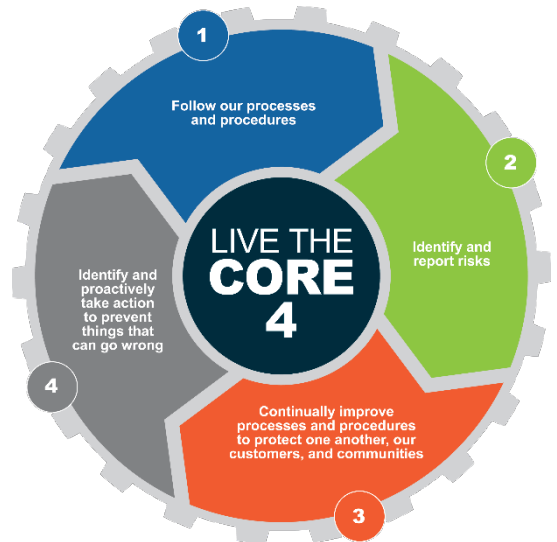 1
Follow our processes
and procedures
2
Identify and
report risks
LIVE THE
CORE
4
Identify and
proactively
take action
to prevent
things that
can go wrong
4
Continually improve
processes and procedures
to protect one another, our
customers, and communities
3